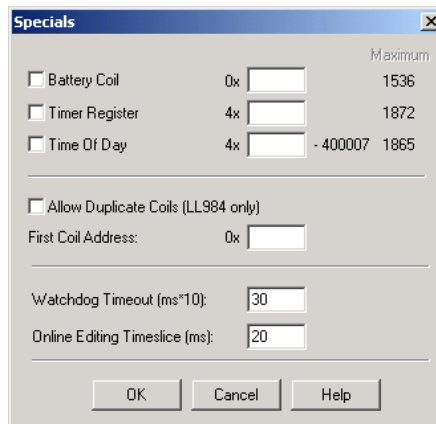 Specials
Maximum
Battery Coil 0x 1536
Timer Register 4x 1872
Time Of Day 4x - 400007 1865
Allow Duplicate Coils (LL984 only)
First Coil Address: 0x
Watchdog Timeout (ms*10): 30
Online Editing Timeslice (ms): 20
OK Cancel Help